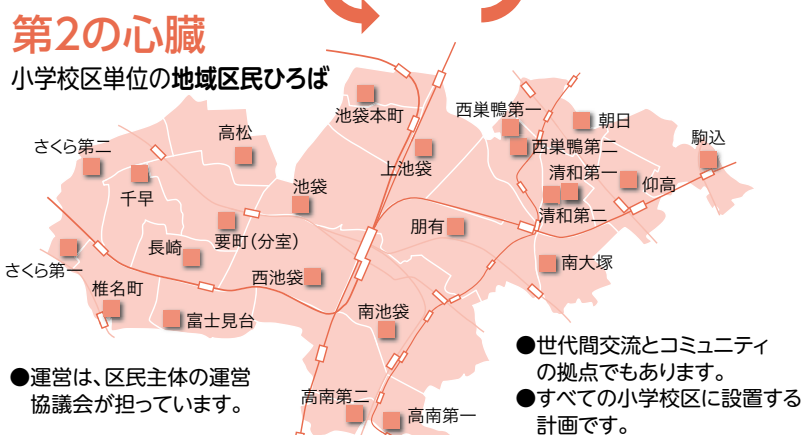 第2の心臓
小学校区単位の地域区民ひろば
池袋本町
西巣鴨第一
朝日
高松
西巣鴨第二
駒込
さくら第二
上池袋
清和第一
千早
池袋
仰高
清和第二
要町(分室)
朋有
長崎
さくら第一
西池袋
南大塚
椎名町
富士見台
南池袋
●世代間交流とコミュニティ
の拠点でもあります。
●運営は、区民主体の運営
協議会が担っています。
●すべての小学校区に設置する
計画です。
高南第二
高南第一